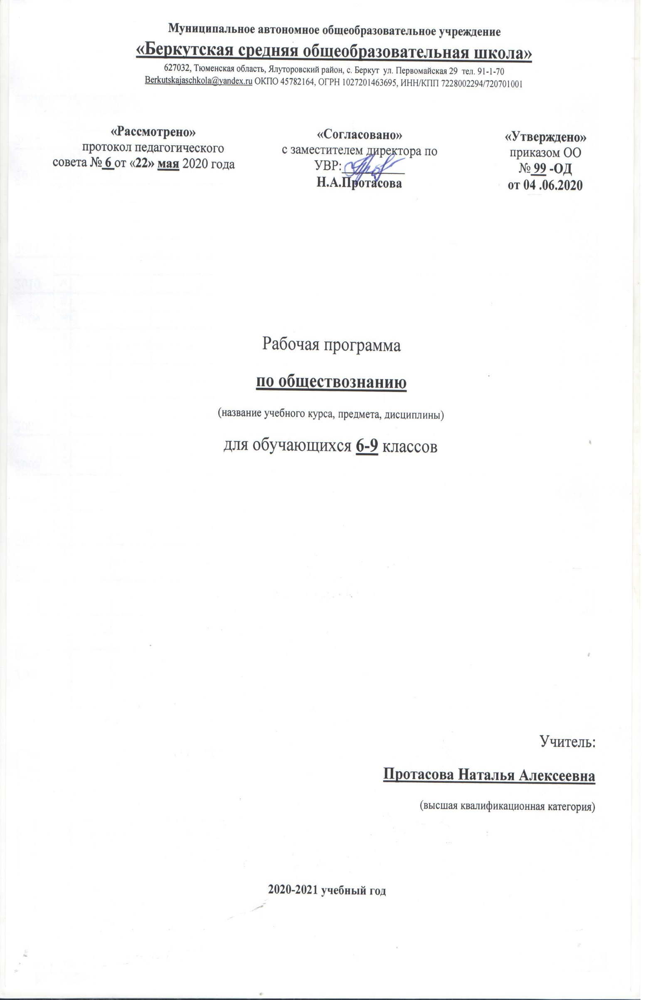 Муниципальное автономное общеобразовательное учреждение
«Беркутская средняя общеобразовательная школа»
627032, Тюменская область, Ялуторовский район, с. Беркут ул. Первомайская 29 тел. 91-1-70
Berkutskajaschkola@yandex.ru ОКПО 45782164, ОГРН 1027201463695, ИНН/КПП 7228002294/720701001
«Рассмотрено»
протокол педагогического
совета № 6 от «22» мая 2020 года
«Согласовано»
с заместителем директора по
УВР:
Н.А.Протасова
«Утверждено»
приказом ОО
№ 99 -ОД
от 04 .06.2020
Рабочая программа
по обществознанию
(название учебного курса, предмета, дисциплины)
для обучающихся 6-9 классов
Учитель:
Протасова Наталья Алексеевна
(высшая квалификационная категория)
2020-2021 учебный год